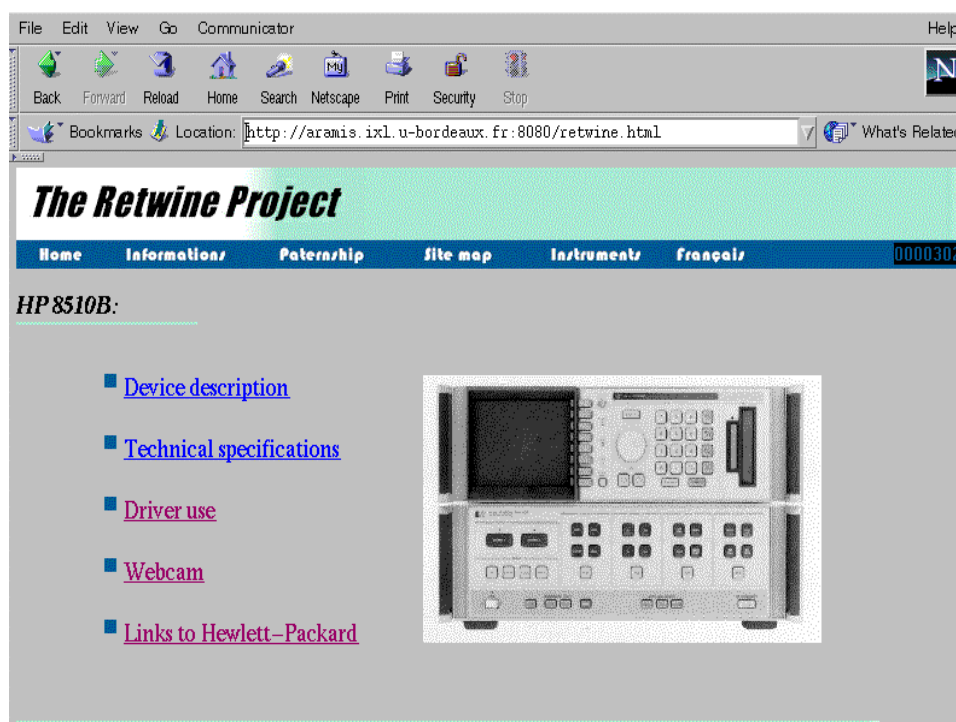 File Edit View Go Communicator Help
Back Forward Reload Home Search Netscape Print Security Stop
My
N
Bookmarks Location: http://aramis.ixl.u-bordeaux.fr:8080/retwine.html What's Related
The Retwine Project
Home Informations Paternship Site map Instruments Français 0000302
HP 8510B:
Device description
Technical specifications
Driver use
Webcam
Links to Hewlett-Packard